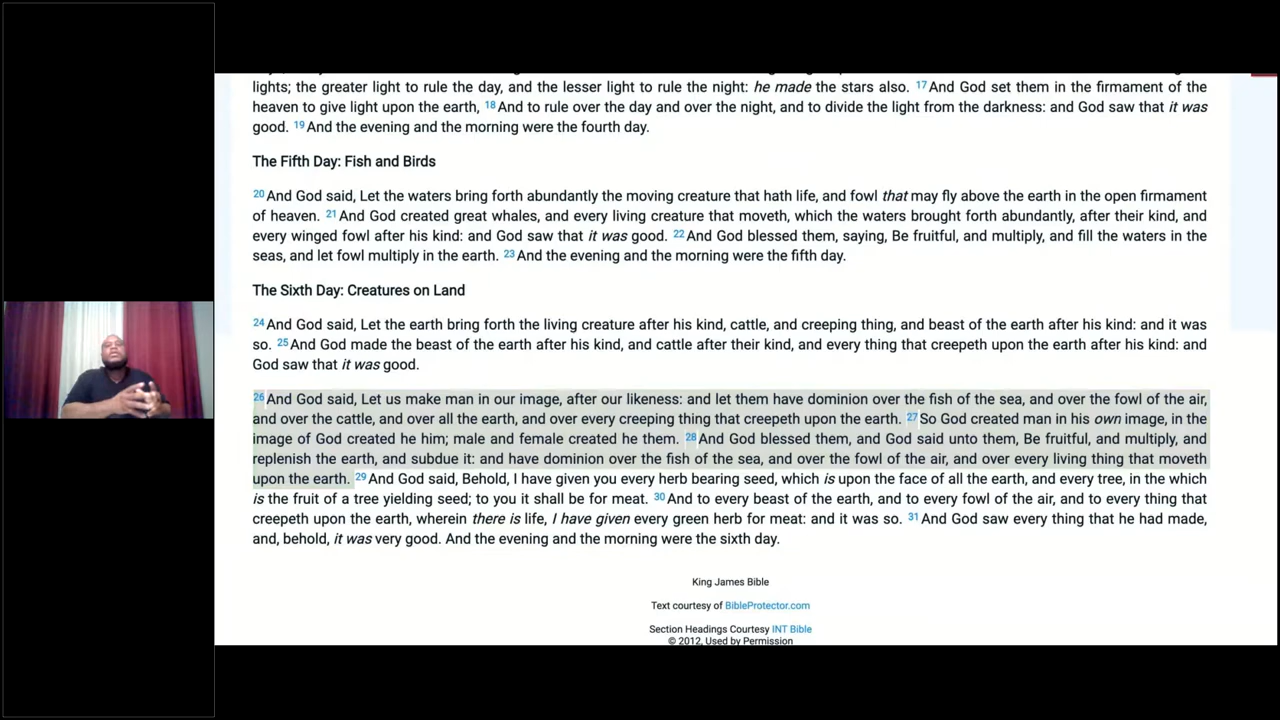 lights; the greater light to rule the day, and the lesser light to rule the night: he made the stars also. 17 And God set them in the firmament of the
heaven to give light upon the earth, 18 And to rule over the day and over the night, and to divide the light from the darkness: and God saw that it was
good. 19 And the evening and the morning were the fourth day.
The Fifth Day: Fish and Birds
20 And God said, Let the waters bring forth abundantly the moving creature that hath life, and fowl that may fly above the earth in the open firmament
of heaven. 21 And God created great whales, and every living creature that moveth, which the waters brought forth abundantly, after their kind, and
every winged fowl after his kind: and God saw that it was good. 22 And God blessed them, saying, Be fruitful, and multiply, and fill the waters in the
seas, and let fowl multiply in the earth. 23 And the evening and the morning were the fifth day.
The Sixth Day: Creatures on Land
24 And God said, Let the earth bring forth the living creature after his kind, cattle, and creeping thing, and beast of the earth after his kind: and it was
so. 25 And God made the beast of the earth after his kind, and cattle after their kind, and every thing that creepeth upon the earth after his kind: and
God saw that it was good.
26 And God said, Let us make man in our image, after our likeness: and let them have dominion over the fish of the sea, and over the fowl of the air,
and over the cattle, and over all the earth, and over every creeping thing that creepeth upon the earth. 27 So God created man in his own image, in the
image of God created he him; male and female created he them. 28 And God blessed them, and God said unto them, Be fruitful, and multiply, and
replenish the earth, and subdue it: and have dominion over the fish of the sea, and over the fowl of the air, and over every living thing that moveth
upon the earth. 29 And God said, Behold, I have given you every herb bearing seed, which is upon the face of all the earth, and every tree, in the which
is the fruit of a tree yielding seed; to you it shall be for meat. 30 And to every beast of the earth, and to every fowl of the air, and to every thing that
creepeth upon the earth, wherein there is life, I have given every green herb for meat: and it was so. 31 And God saw every thing that he had made,
and, behold, it was very good. And the evening and the morning were the sixth day.
King James Bible
Text courtesy of BibleProtector.com
Section Headings Courtesy INT Bible
© 2012, Used by Permission